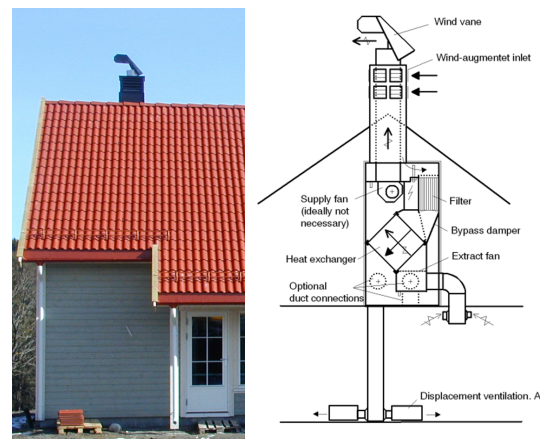 Wind vane
Wind-augmentet inlet
Supply fan
(ideally not
necessary)
Filter
Bypass damper
Heat exchanger
Extract fan
Optional
duct connections
Displacement ventilation. A